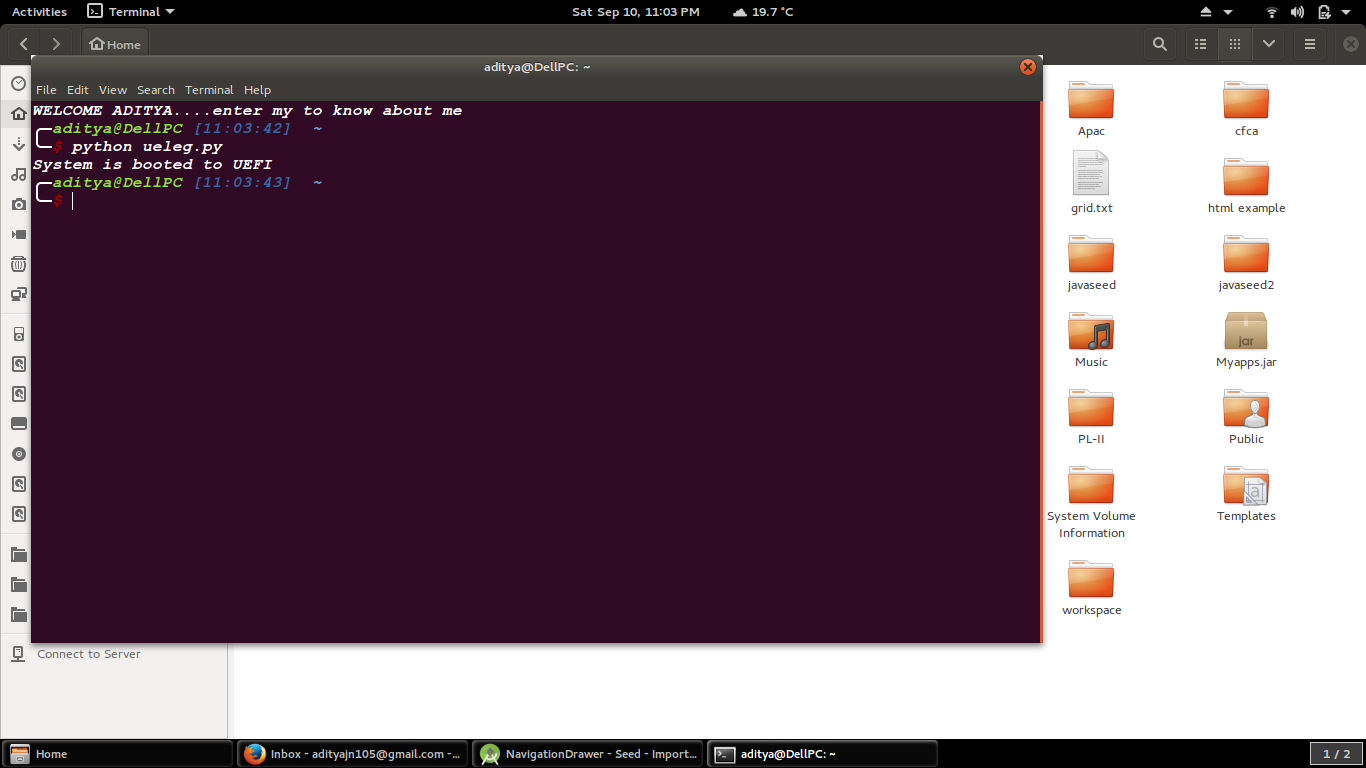 Activities Terminal Sat Sep 10, 11:03 PM 19.7 °C
Home
aditya@DellPC: ~
File Edit View Search Terminal Help
WELCOME ADITYA....enter my to know about me
aditya@DellPC [11:03:42] ~
$ python ueleg.py
System is booted to UEFI
aditya@DellPC [11:03:43] ~
$
Apac cfca
grid.txt html example
javaseed javaseed2
jar
Music Myapps.jar
PL-II Public
a
System Volume Information Templates
workspace
Connect to Server
Home Inbox - adityajn105@gmail.com -... NavigationDrawer - Seed - Import... aditya@DellPC: ~ 1 / 2